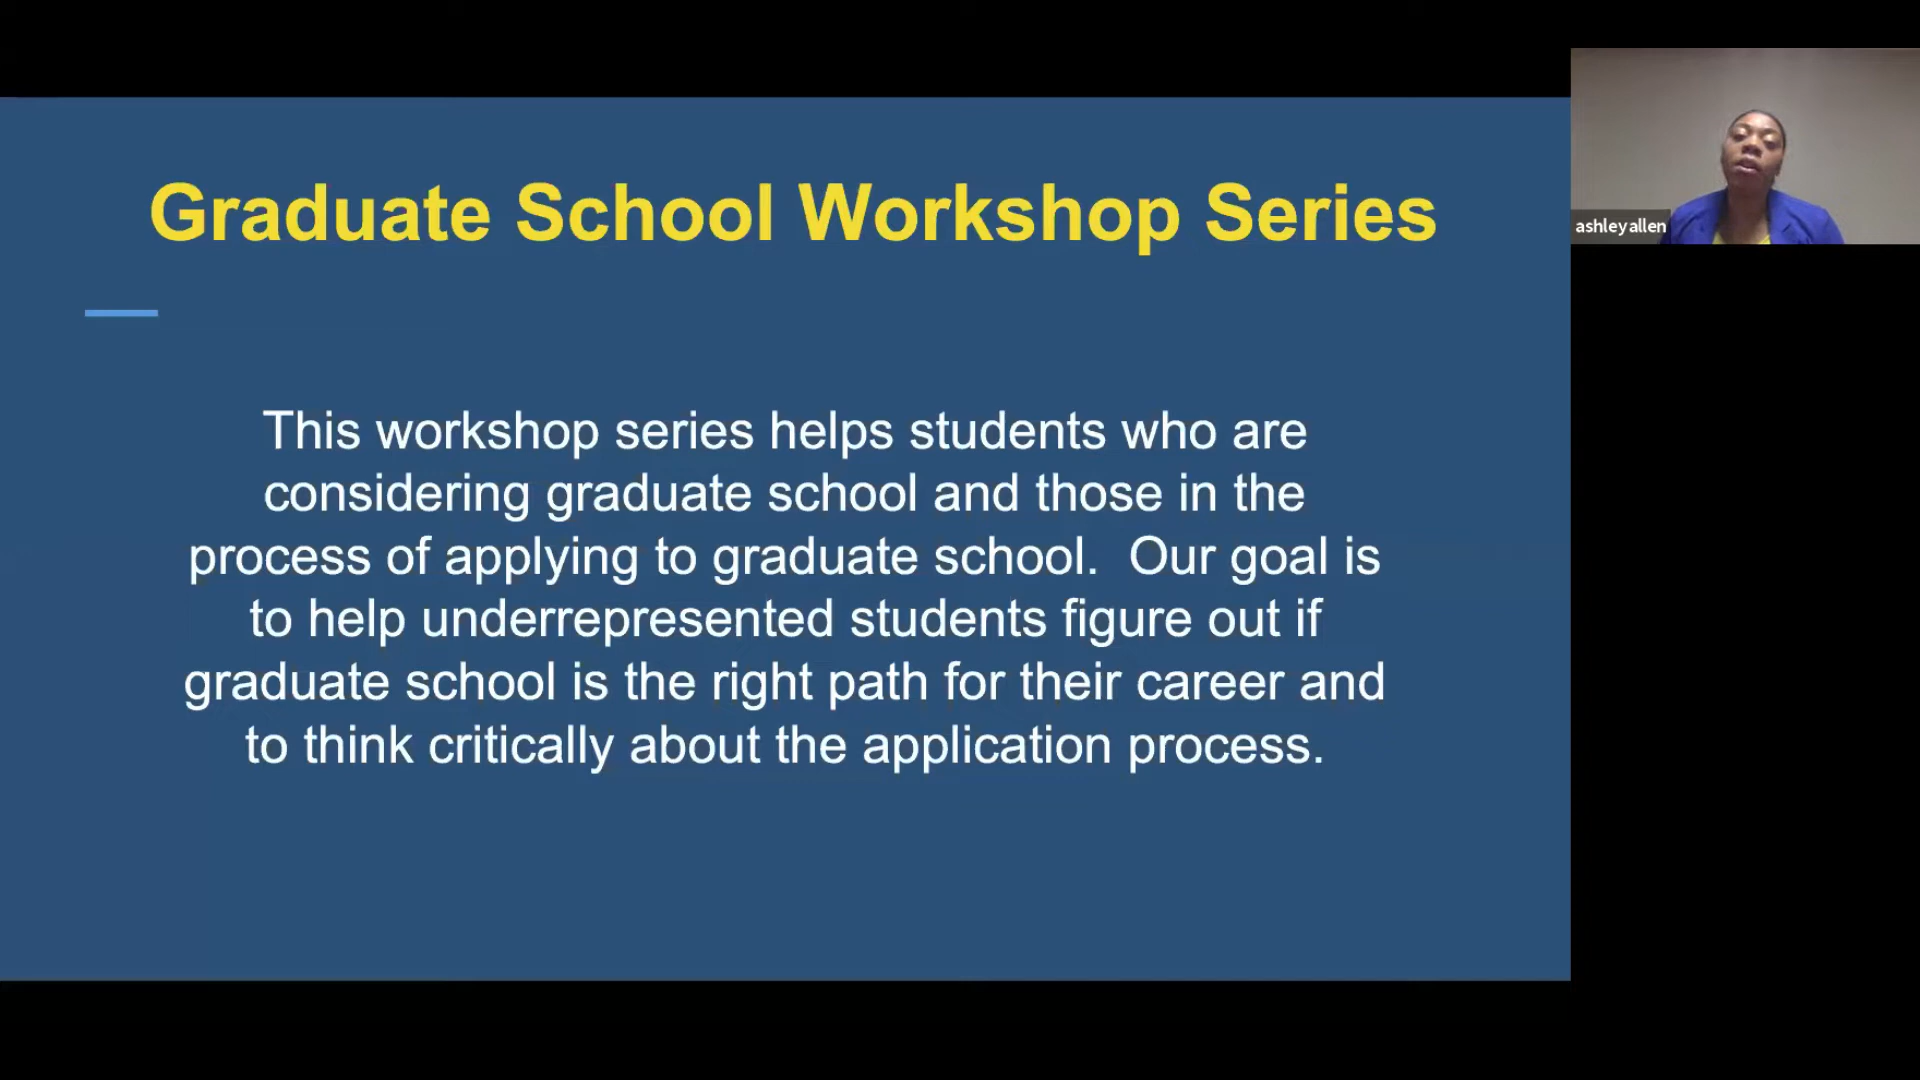 Graduate School Workshop Series
This workshop series helps students who are
considering graduate school and those in the
process of applying to graduate school.  Our goal is
to help underrepresented students figure out if
graduate school is the right path for their career and
to think critically about the application process.
ashley allen